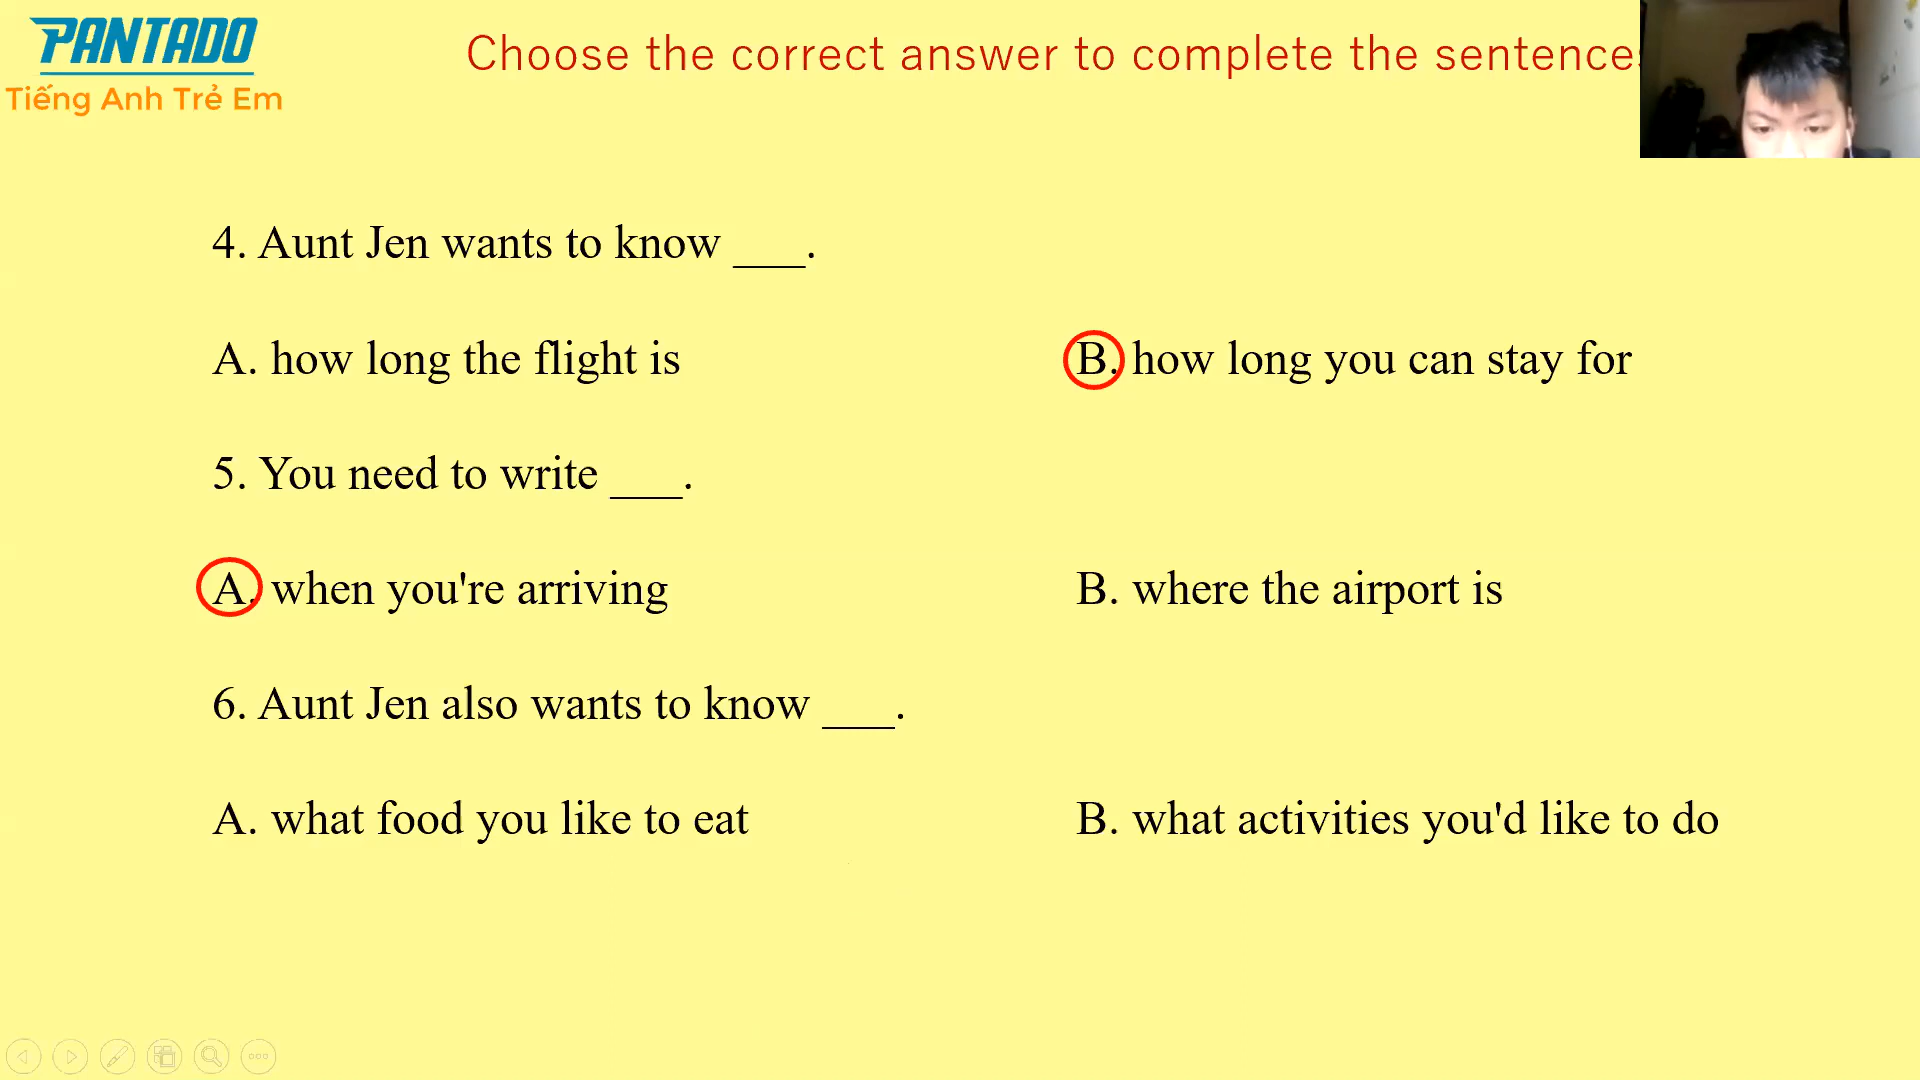 PANTADO
Tiếng Anh Trẻ Em
Choose the correct answer to complete the sentence
4. Aunt Jen wants to know ___.
A. how long the flight is
B. how long you can stay for
5. You need to write ___.
A. when you're arriving
B. where the airport is
6. Aunt Jen also wants to know ___.
A. what food you like to eat
B. what activities you'd like to do